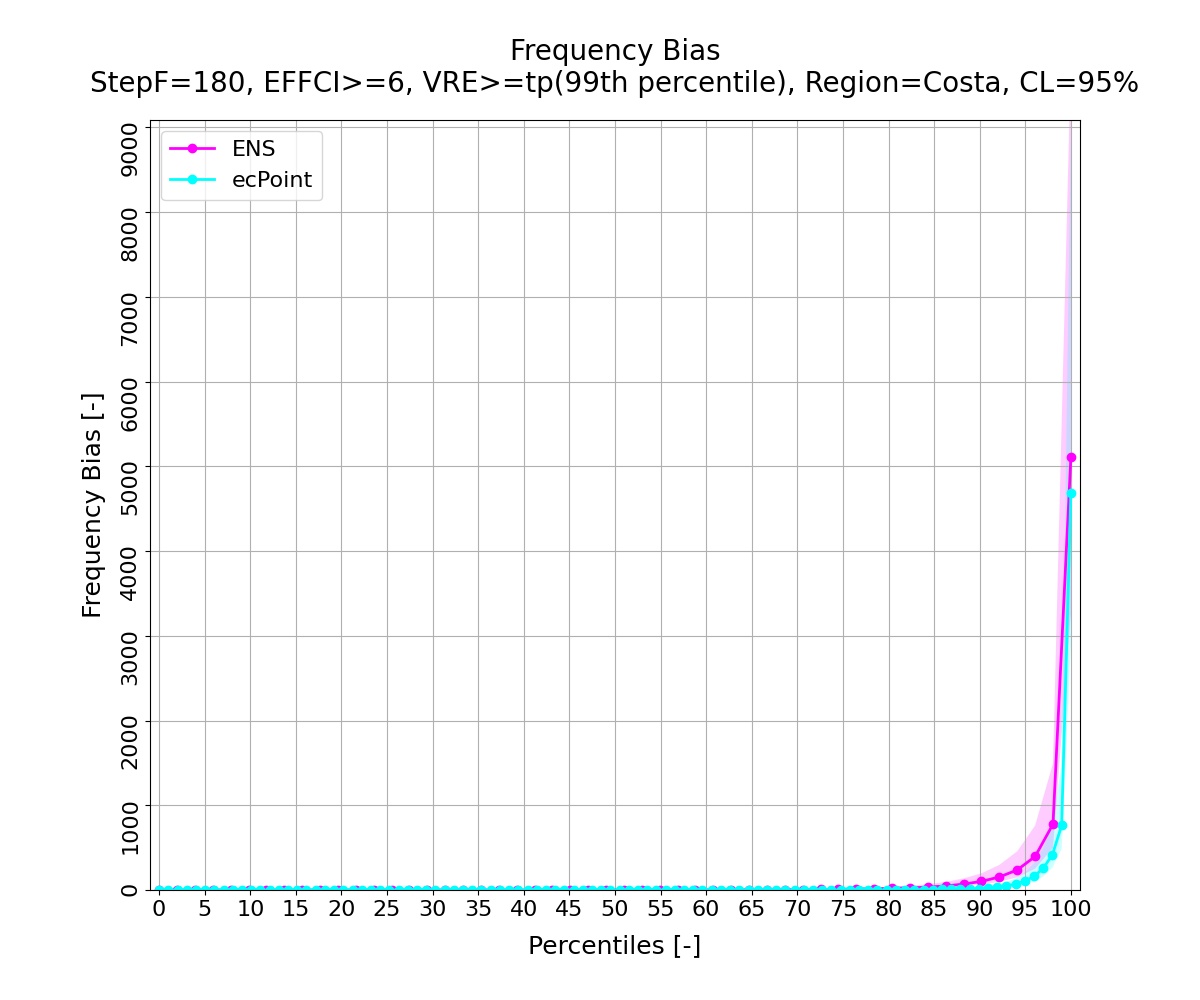 Frequency Bias
StepF=180, EFFCI>=6, VRE>=tp(99th percentile), Region=Costa, CL=95%
ENS
ecPoint
Frequency Bias [-]
9000
8000
7000
6000
5000
4000
3000
2000
1000
0
0 5 10 15 20 25 30 35 40 45 50 55 60 65 70 75 80 85 90 95 100
Percentiles [-]